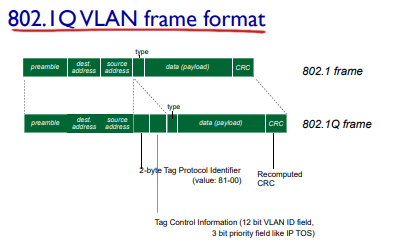 802.1Q VLAN frame format
type
preamble dest. address source address data (payload) CRC 802.1 frame
type
preamble dest. address source address data (payload) CRC 802.1Q frame
2-byte Tag Protocol Identifier
(value: 81-00)
Recomputed
CRC
Tag Control Information (12 bit VLAN ID field,
3 bit priority field like IP TOS)